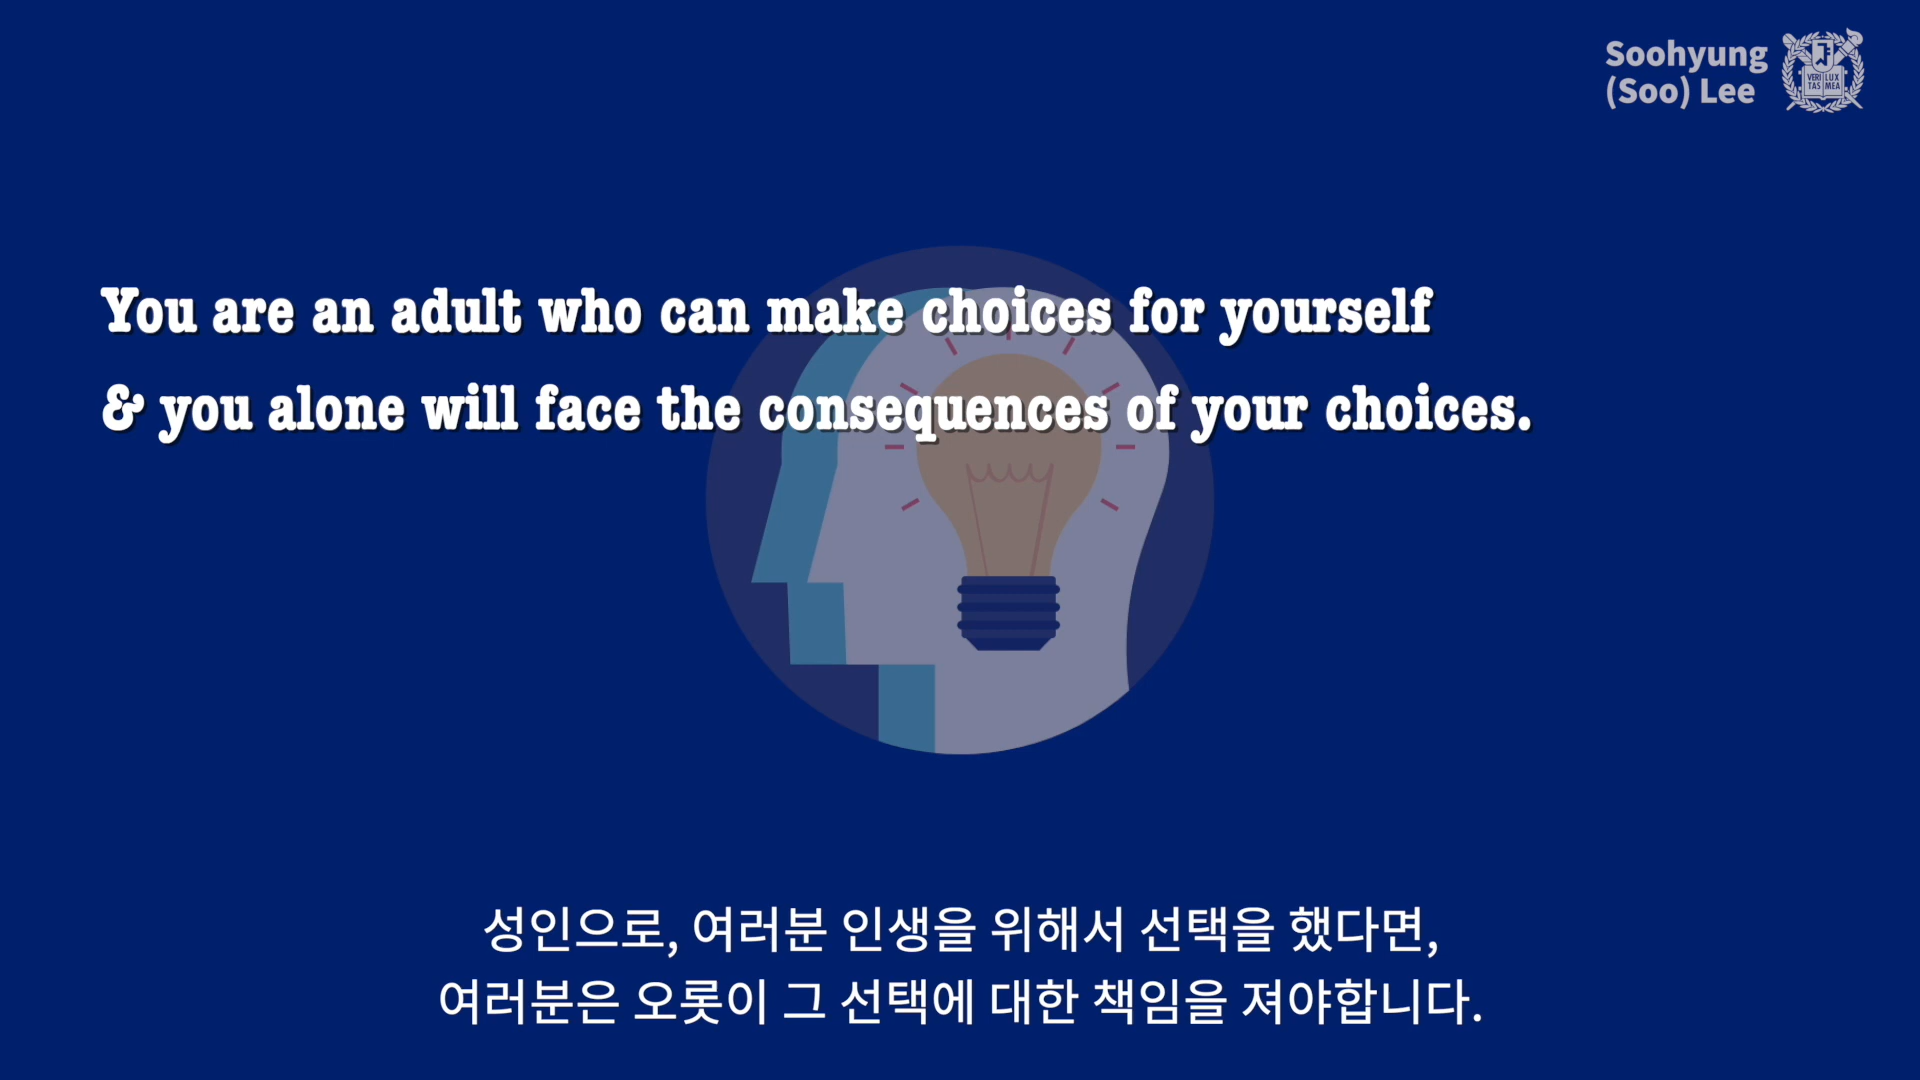 Soohyung
(Soo) Lee
VERI LUX
TAS MEA
You are an adult who can make choices for yourself
& you alone will face the consequences of your choices.
성인으로, 여러분 인생을 위해서 선택을 했다면,
여러분은 오롯이 그 선택에 대한 책임을 져야합니다.